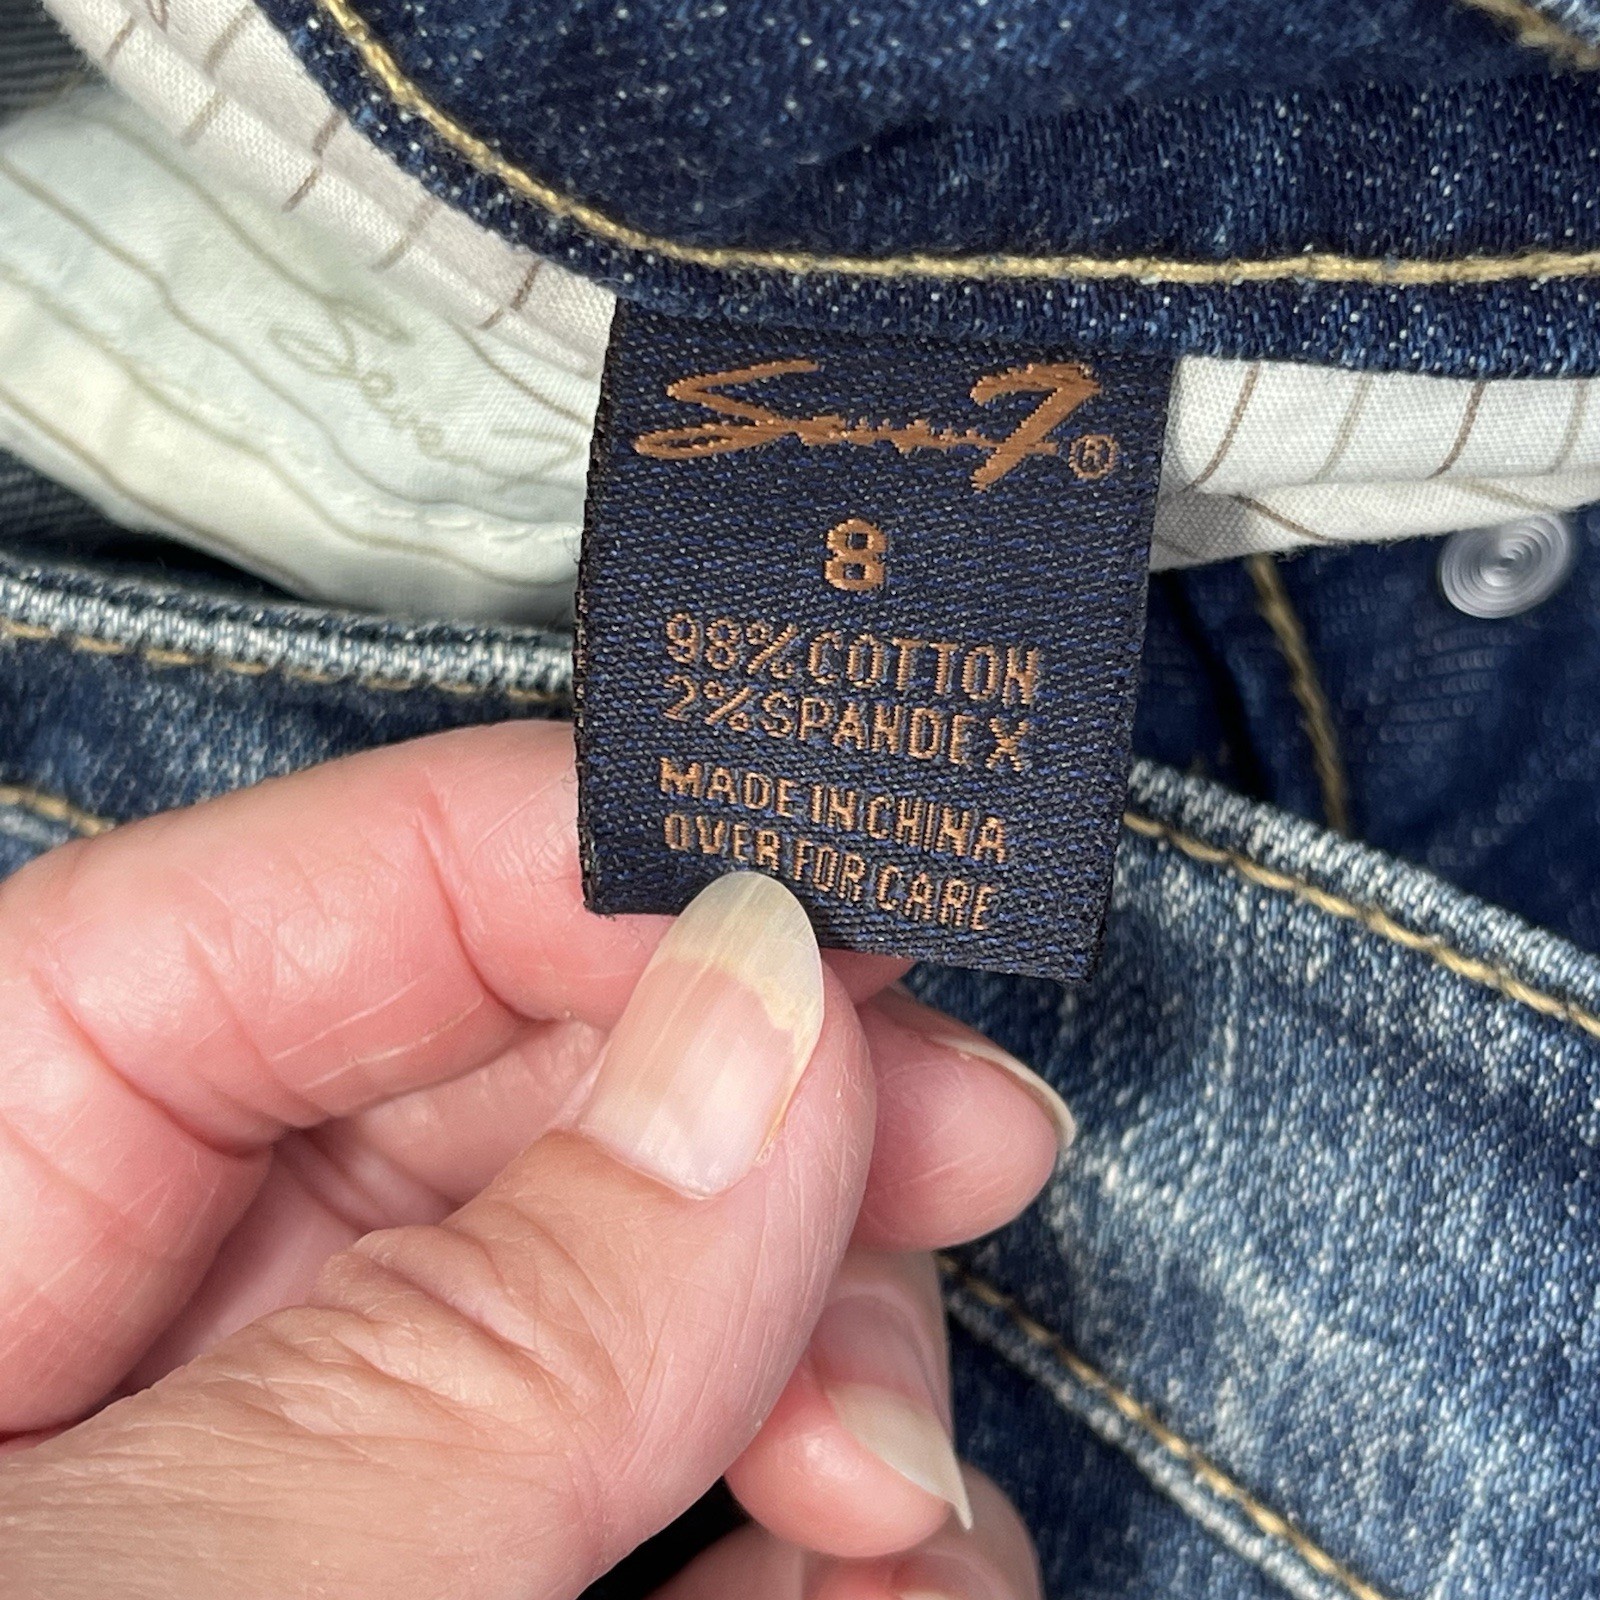 Seven7®
8
98% COTTON
2% SPANDEX
MADE IN CHINA
OVER FOR CARE